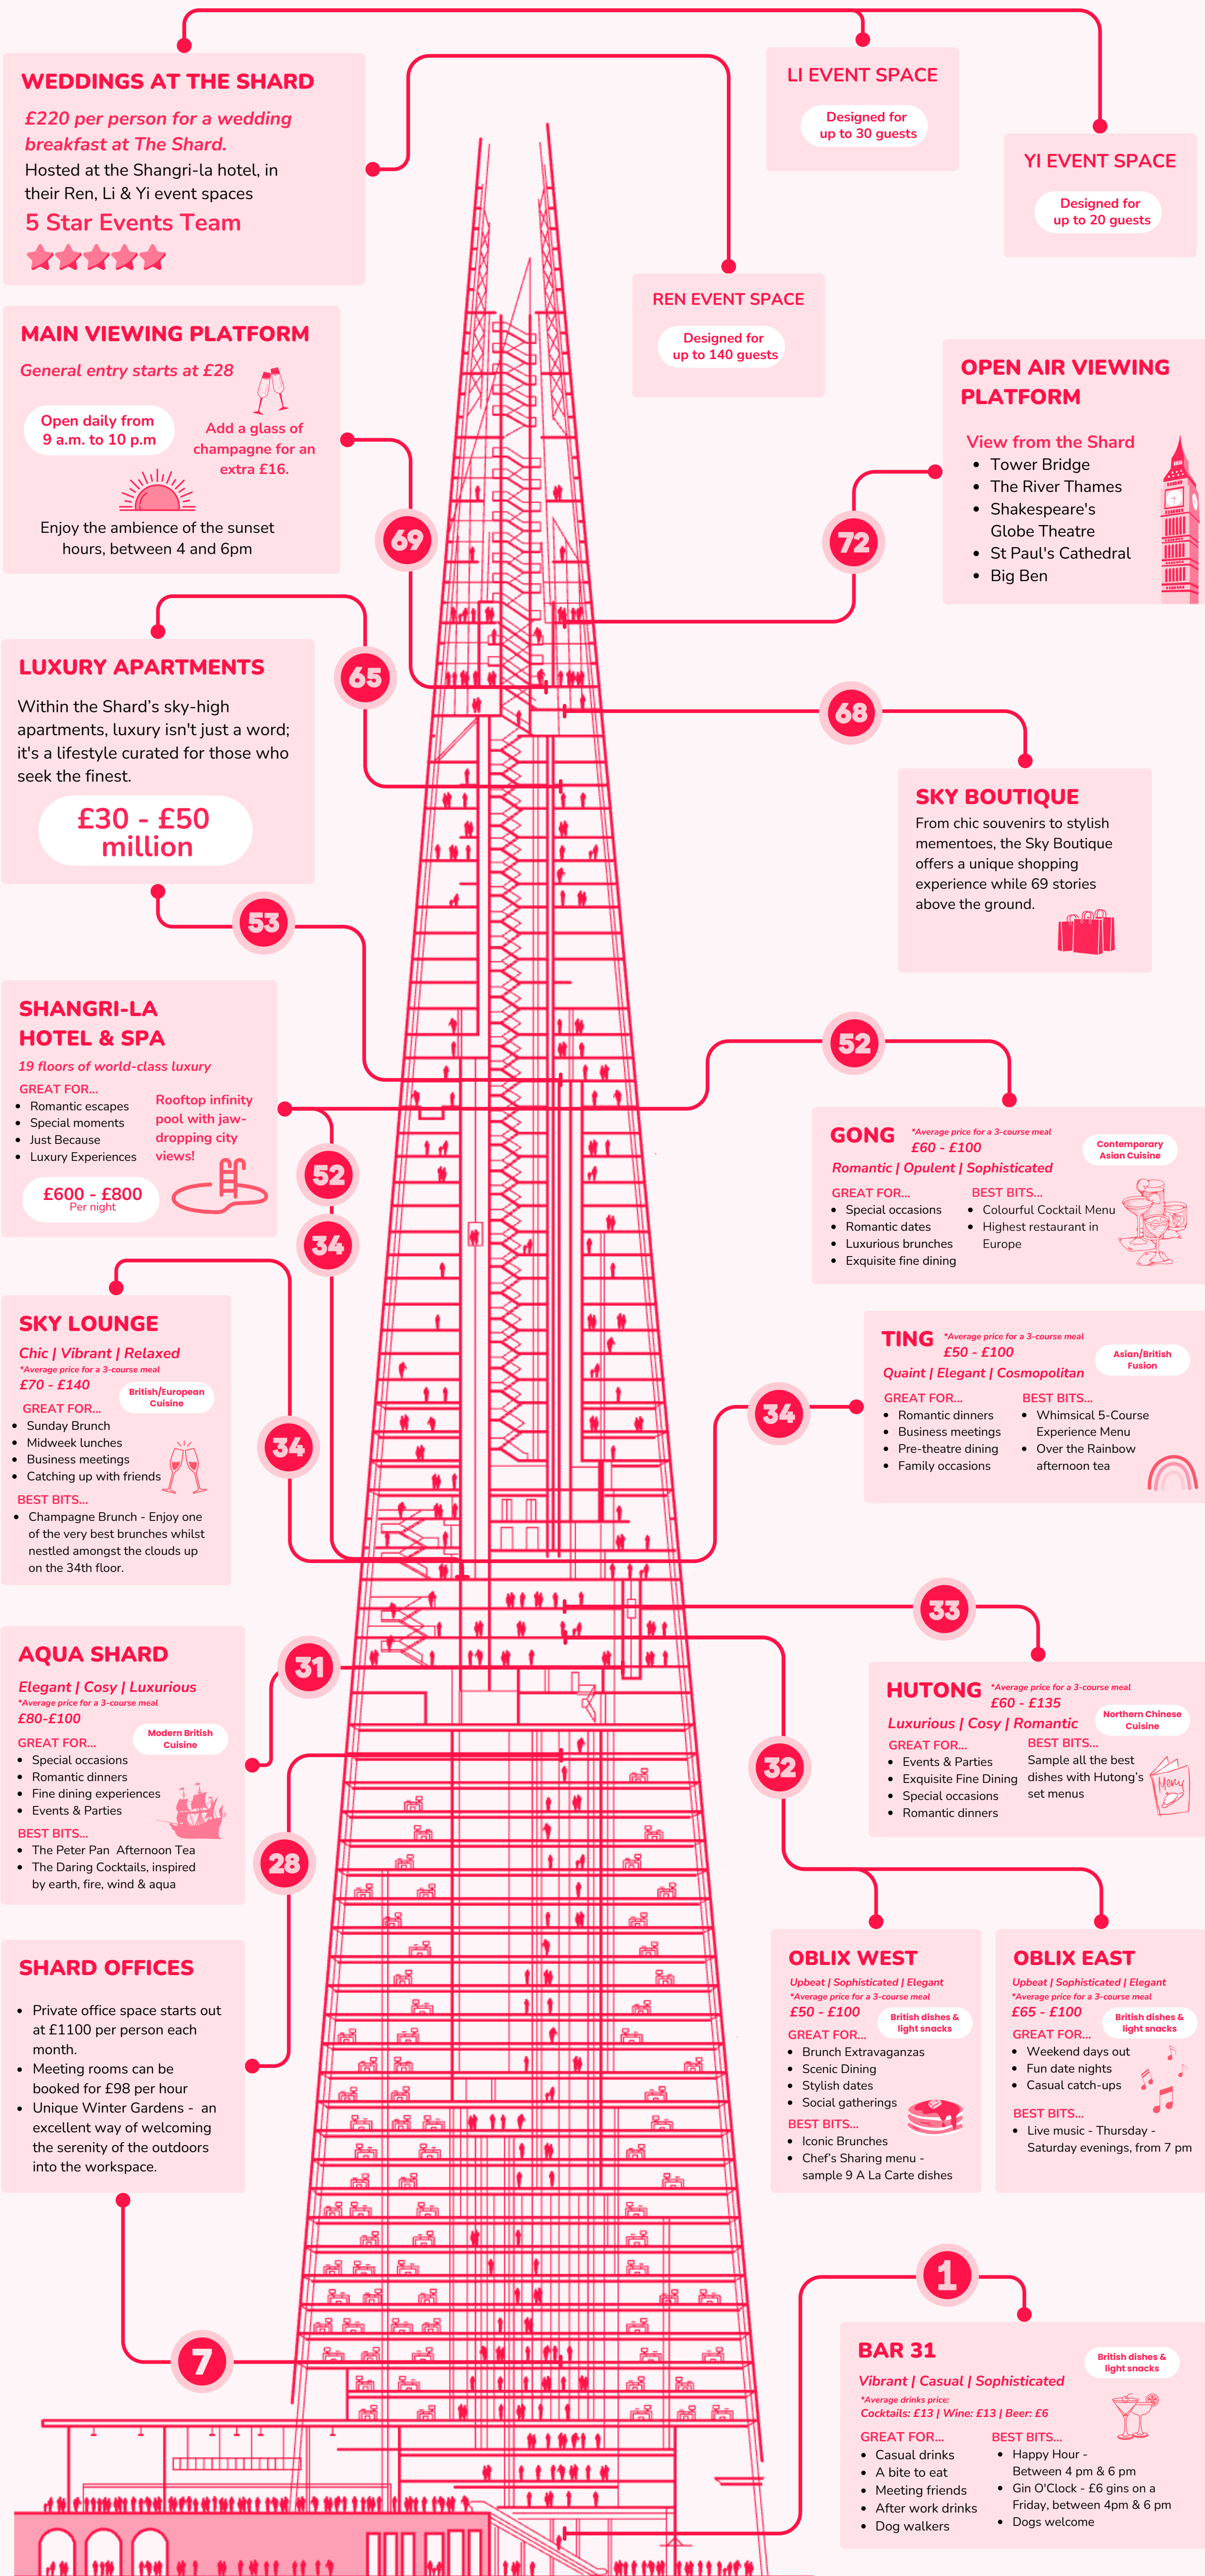 WEDDINGS AT THE SHARD
£220 per person for a wedding
breakfast at The Shard.
Hosted at the Shangri-la hotel, in
their Ren, Li & Yi event spaces
5 Star Events Team
LI EVENT SPACE
Designed for
up to 30 guests
YI EVENT SPACE
Designed for
up to 20 guests
REN EVENT SPACE
Designed for
up to 140 guests
MAIN VIEWING PLATFORM
General entry starts at £28
Open daily from
9 a.m. to 10 p.m
Add a glass of
champagne for an
extra £16.
Enjoy the ambience of the sunset
hours, between 4 and 6pm
69
OPEN AIR VIEWING
PLATFORM
View from the Shard
• Tower Bridge
• The River Thames
• Shakespeare's
Globe Theatre
• St Paul's Cathedral
• Big Ben
72
LUXURY APARTMENTS
Within the Shard's sky-high
apartments, luxury isn't just a word;
it's a lifestyle curated for those who
seek the finest.
£30 - £50
million
65
53
68
SKY BOUTIQUE
From chic souvenirs to stylish
mementoes, the Sky Boutique
offers a unique shopping
experience while 69 stories
above the ground.
SHANGRI-LA
HOTEL & SPA
19 floors of world-class luxury
GREAT FOR...
• Romantic escapes
• Special moments
• Just Because
• Luxury Experiences
Rooftop infinity
pool with jaw-
dropping city
views!
£600 - £800
Per night
52
34
52
GONG
*Average price for a 3-course meal
£60 - £100
Contemporary
Asian Cuisine
Romantic | Opulent | Sophisticated
GREAT FOR...
• Special occasions
• Romantic dates
• Luxurious brunches
• Exquisite fine dining
BEST BITS...
• Colourful Cocktail Menu
• Highest restaurant in
Europe
SKY LOUNGE
Chic | Vibrant | Relaxed
*Average price for a 3-course meal
£70 - £140
British/European
Cuisine
GREAT FOR...
• Sunday Brunch
• Midweek lunches
• Business meetings
• Catching up with friends
BEST BITS...
• Champagne Brunch - Enjoy one
of the very best brunches whilst
nestled amongst the clouds up
on the 34th floor.
34
34
TING
*Average price for a 3-course meal
£50 - £100
Asian/British
Fusion
Quaint | Elegant | Cosmopolitan
GREAT FOR...
• Romantic dinners
• Business meetings
• Pre-theatre dining
• Family occasions
BEST BITS...
• Whimsical 5-Course
Experience Menu
• Over the Rainbow
afternoon tea
33
HUTONG
*Average price for a 3-course meal
£60 - £135
Northern Chinese
Cuisine
Luxurious | Cosy | Romantic
GREAT FOR...
• Events & Parties
• Exquisite Fine Dining
• Special occasions
• Romantic dinners
BEST BITS...
Sample all the best
dishes with Hutong's
set menus
Menu
AQUA SHARD
Elegant | Cosy | Luxurious
*Average price for a 3-course meal
£80-£100
Modern British
Cuisine
GREAT FOR...
• Special occasions
• Romantic dinners
• Fine dining experiences
• Events & Parties
BEST BITS...
• The Peter Pan Afternoon Tea
• The Daring Cocktails, inspired
by earth, fire, wind & aqua
31
32
28
OBLIX WEST
Upbeat | Sophisticated | Elegant
*Average price for a 3-course meal
£50 - £100
British dishes &
light snacks
GREAT FOR...
• Brunch Extravaganzas
• Scenic Dining
• Stylish dates
• Social gatherings
BEST BITS...
• Iconic Brunches
• Chef's Sharing menu -
sample 9 A La Carte dishes
OBLIX EAST
Upbeat | Sophisticated | Elegant
*Average price for a 3-course meal
£65 - £100
British dishes &
light snacks
GREAT FOR...
• Weekend days out
• Fun date nights
• Casual catch-ups
BEST BITS...
• Live music - Thursday -
Saturday evenings, from 7 pm
SHARD OFFICES
• Private office space starts out
at £1100 per person each
month.
• Meeting rooms can be
booked for £98 per hour
• Unique Winter Gardens - an
excellent way of welcoming
the serenity of the outdoors
into the workspace.
7
1
BAR 31
British dishes &
light snacks
Vibrant | Casual | Sophisticated
*Average drinks price:
Cocktails: £13 | Wine: £13 | Beer: £6
GREAT FOR...
• Casual drinks
• A bite to eat
• Meeting friends
• After work drinks
• Dog walkers
BEST BITS...
• Happy Hour -
Between 4 pm & 6 pm
• Gin O'Clock - £6 gins on a
Friday, between 4pm & 6 pm
• Dogs welcome